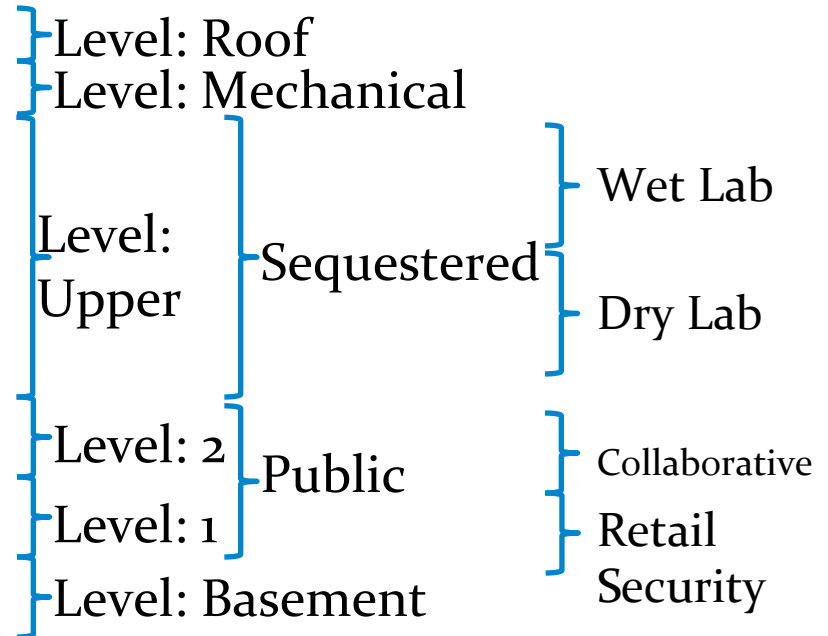 Level: Roof
Level: Mechanical
Level:
Upper
Sequestered
Wet Lab
Dry Lab
Level: 2
Level: 1
Public
Collaborative
Retail
Security
Level: Basement